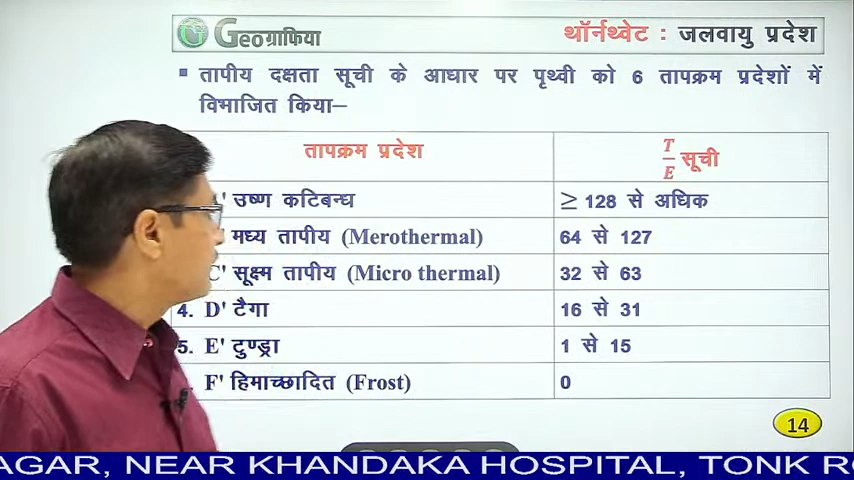 Geoग्राफिया
थॉर्नथ्वेट : जलवायु प्रदेश
▪ तापीय दक्षता सूची के आधार पर पृथ्वी को 6 तापक्रम प्रदेशों में
विभाजित किया–
तापक्रम प्रदेश T/E सूची
' उष्ण कटिबन्ध ≥ 128 से अधिक
मध्य तापीय (Merothermal) 64 से 127
C' सूक्ष्म तापीय (Micro thermal) 32 से 63
4. D' टैगा 16 से 31
5. E' टुण्ड्रा 1 से 15
F' हिमाच्छादित (Frost) 0
14
AGAR, NEAR KHANDAKA HOSPITAL, TONK